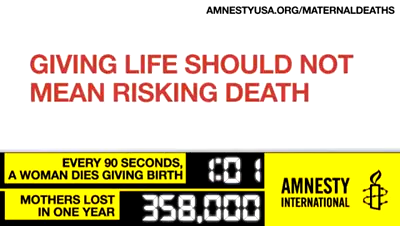 AMNESTYUSA.ORG/MATERNALDEATHS
GIVING LIFE SHOULD NOT
MEAN RISKING DEATH
EVERY 90 SECONDS,
A WOMAN DIES GIVING BIRTH
1:01
MOTHERS LOST
IN ONE YEAR
358,000
AMNESTY
INTERNATIONAL